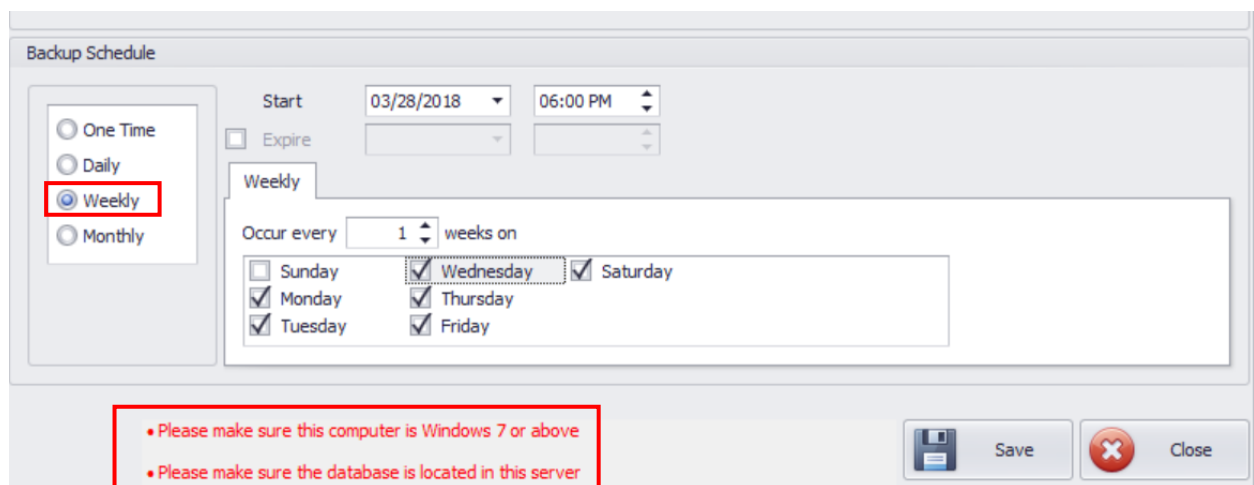 Backup Schedule
Start 03/28/2018 06:00 PM
One Time
Expire
Daily
Weekly
Weekly
Monthly
Occur every 1 weeks on
Sunday Wednesday Saturday
Monday Thursday
Tuesday Friday
• Please make sure this computer is Windows 7 or above
• Please make sure the database is located in this server
Save Close